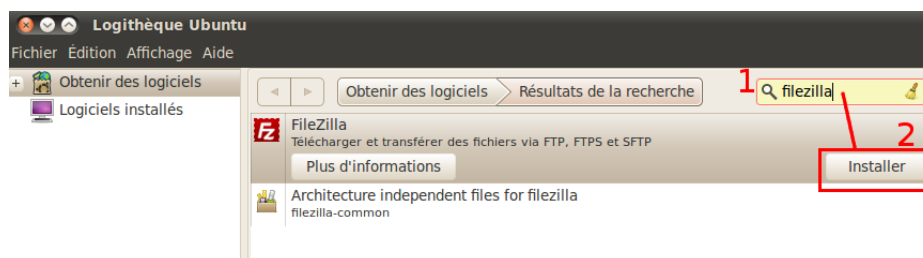 Logithèque Ubuntu
Fichier Édition Affichage Aide
Obtenir des logiciels
Logiciels installés
Obtenir des logiciels Résultats de la recherche 1 filezilla
FileZilla
Télécharger et transférer des fichiers via FTP, FTPS et SFTP
2
Plus d'informations Installer
Architecture independent files for filezilla
filezilla-common